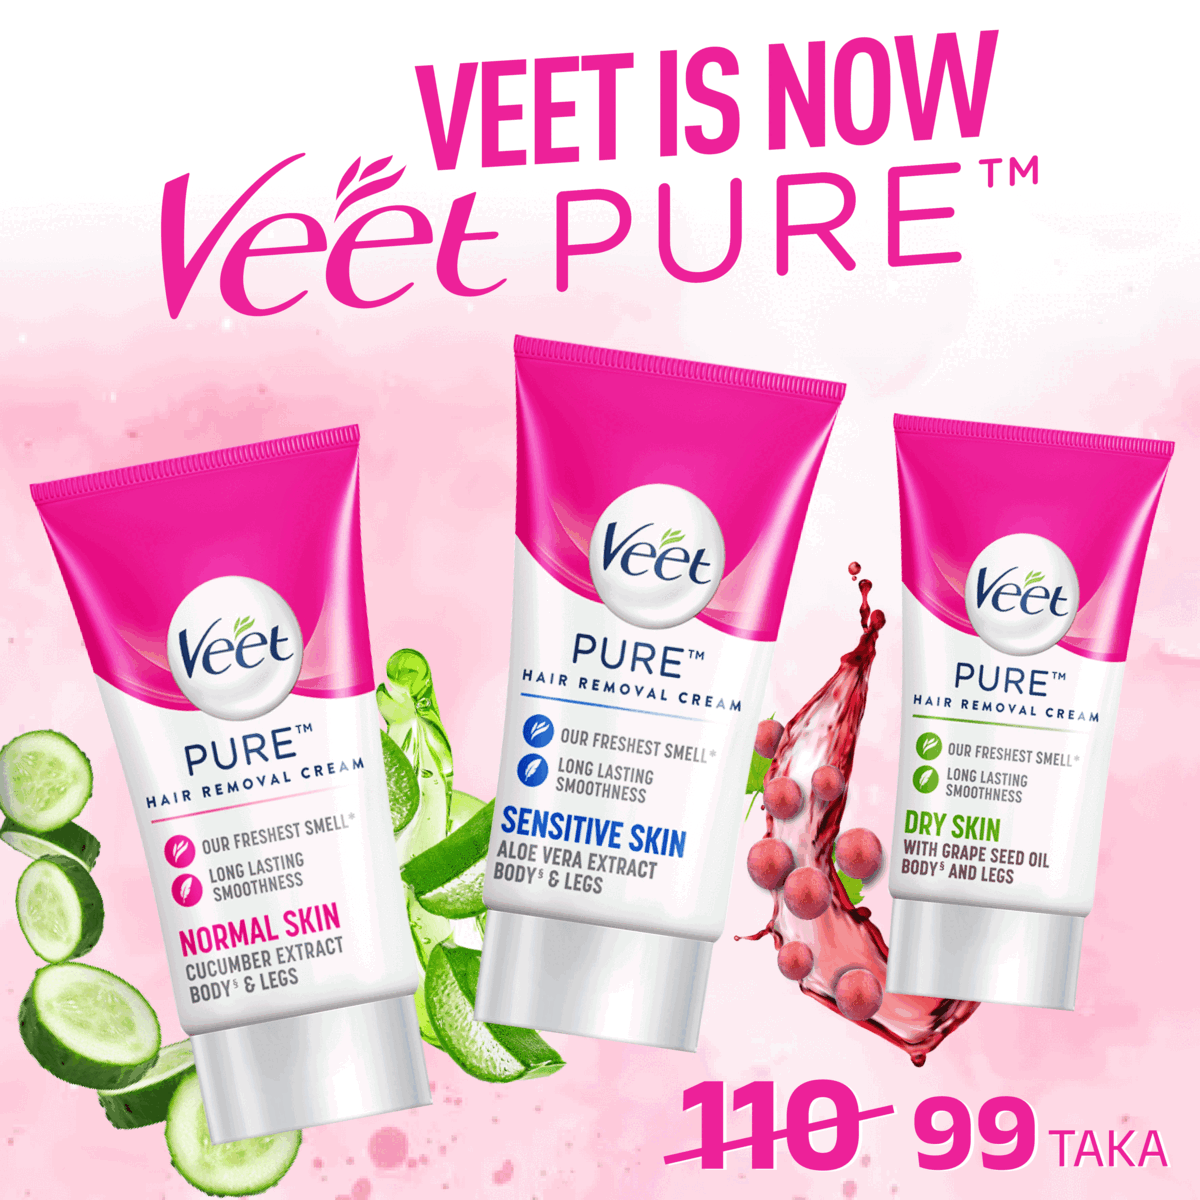 VEET IS NOW
Veet PURE™
Veet
PURE™
HAIR REMOVAL CREAM
OUR FRESHEST SMELL*
LONG LASTING
SMOOTHNESS
NORMAL SKIN
CUCUMBER EXTRACT
BODY§ & LEGS
Veet
PURE™
HAIR REMOVAL CREAM
OUR FRESHEST SMELL*
LONG LASTING
SMOOTHNESS
SENSITIVE SKIN
ALOE VERA EXTRACT
BODY§ & LEGS
Veet
PURE™
HAIR REMOVAL CREAM
OUR FRESHEST SMELL*
LONG LASTING
SMOOTHNESS
DRY SKIN
WITH GRAPE SEED OIL
BODY§ AND LEGS
110 99 TAKA